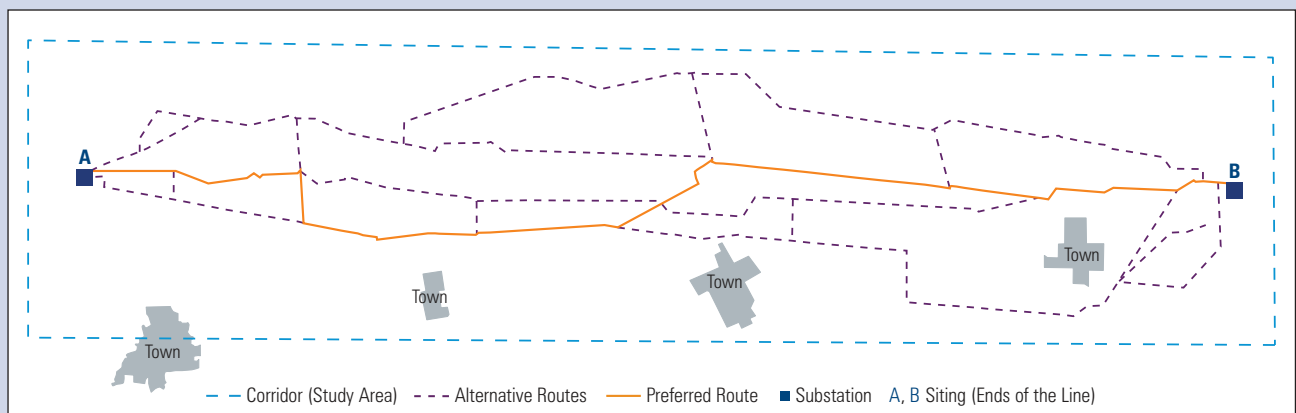 A
B
Town
Town
Town
Town
Corridor (Study Area) Alternative Routes Preferred Route Substation A, B Siting (Ends of the Line)